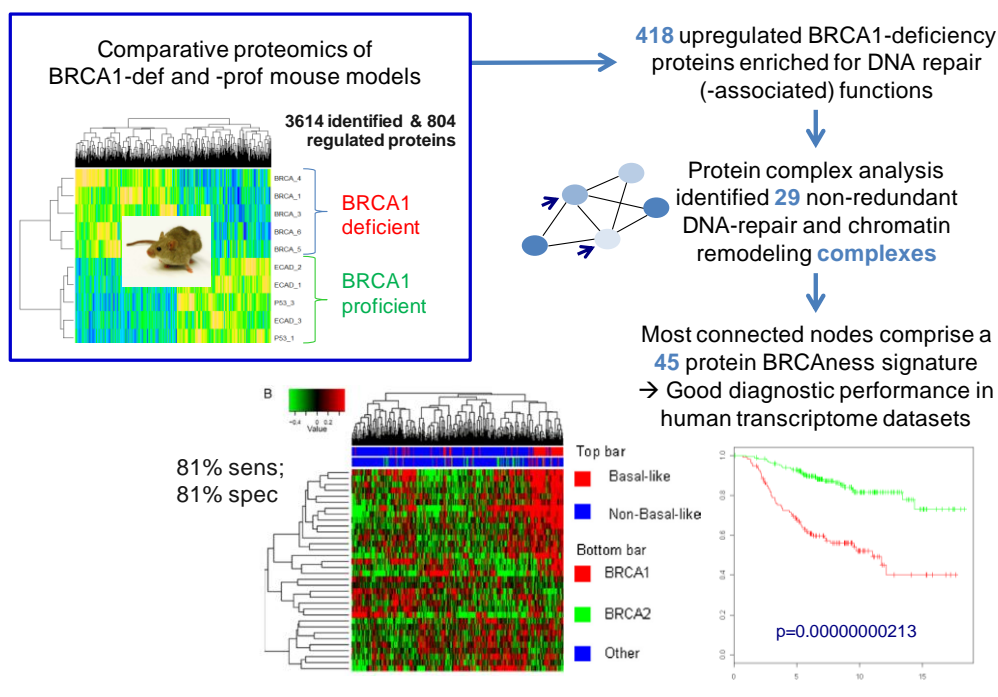 Comparative proteomics of
BRCA1-def and -prof mouse models
3614 identified & 804
regulated proteins
BRCA_4
BRCA_1
BRCA_3
BRCA_6
BRCA_5
ECAD_2
ECAD_1
P53_3
ECAD_3
P53_1
BRCA1
deficient
BRCA1
proficient
418 upregulated BRCA1-deficiency
proteins enriched for DNA repair
(-associated) functions
Protein complex analysis
identified 29 non-redundant
DNA-repair and chromatin
remodeling complexes
Most connected nodes comprise a
45 protein BRCAness signature
→ Good diagnostic performance in
human transcriptome datasets
B
−0.4 0 0.2
Value
81% sens;
81% spec
Top bar
Basal-like
Non-Basal-like
Bottom bar
BRCA1
BRCA2
Other
1.0
0.8
0.6
0.4
0.2
0.0
p=0.00000000213
0 5 10 15